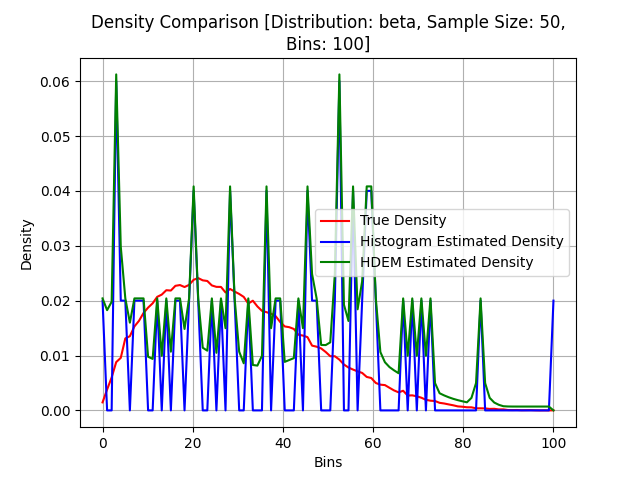 Density Comparison [Distribution: beta, Sample Size: 50,
Bins: 100]
0.06
0.05
0.04
0.03
0.02
0.01
0.00
Density
True Density
Histogram Estimated Density
HDEM Estimated Density
0 20 40 60 80 100
Bins